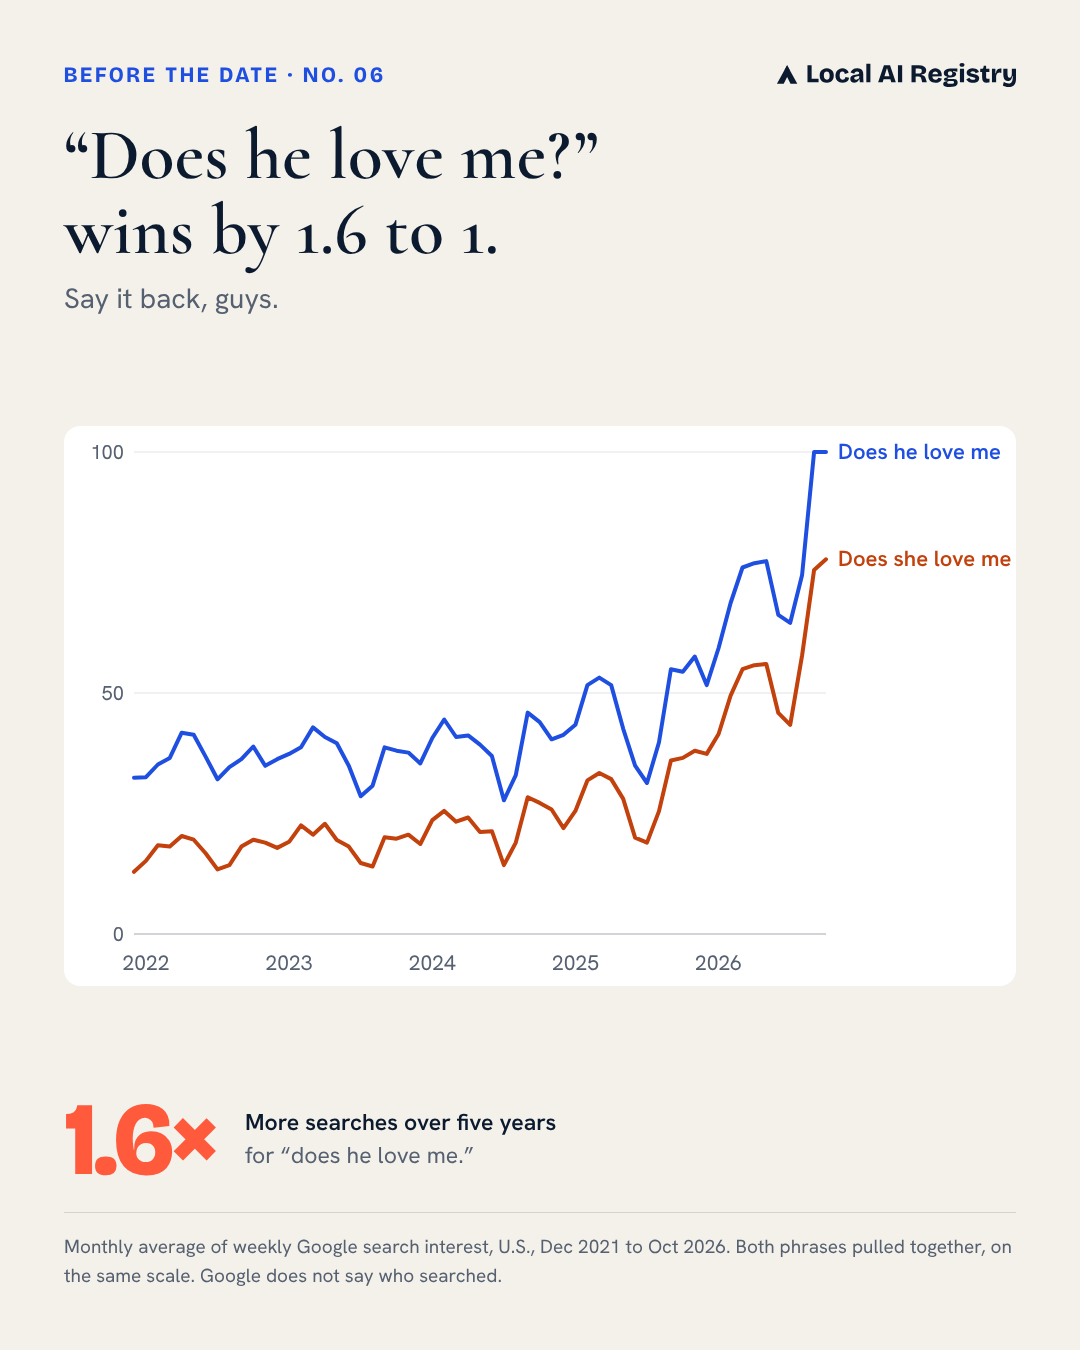 BEFORE THE DATE · NO. 06
Local AI Registry
“Does he love me?”
wins by 1.6 to 1.
Say it back, guys.
100
Does he love me
Does she love me
50
0
2022 2023 2024 2025 2026
1.6×
More searches over five years
for “does he love me.”
Monthly average of weekly Google search interest, U.S., Dec 2021 to Oct 2026. Both phrases pulled together, on
the same scale. Google does not say who searched.